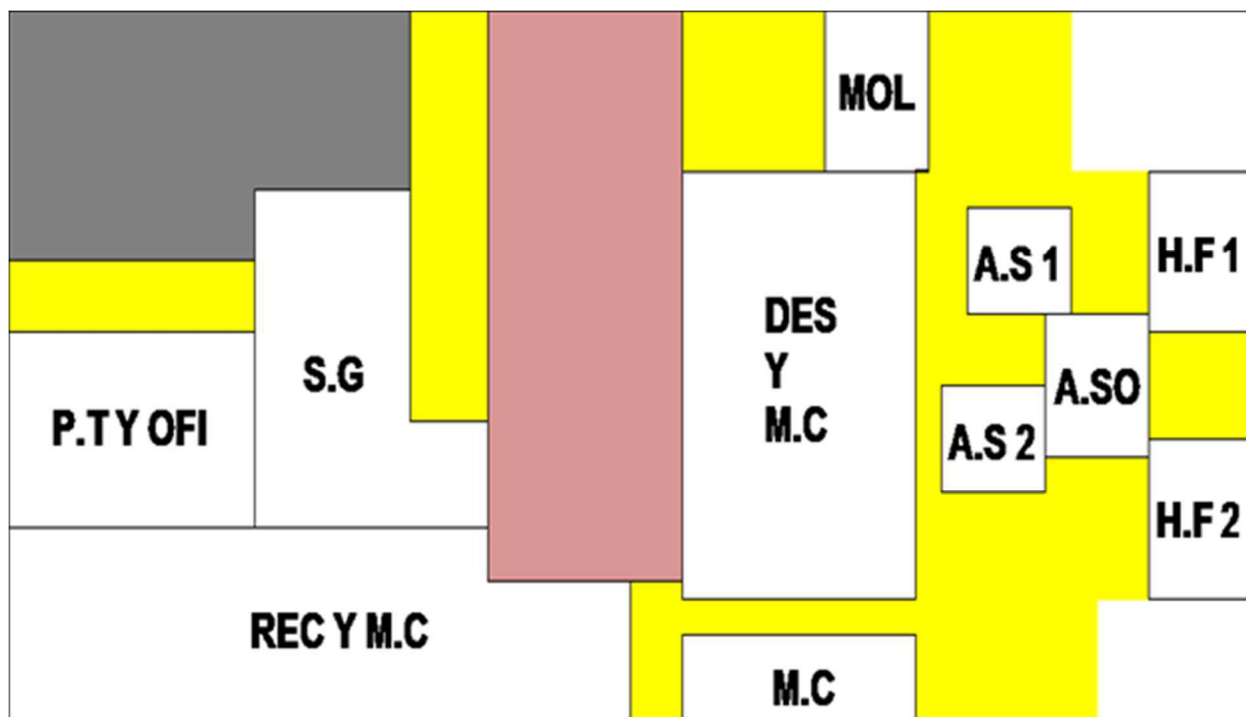 MOL
A.S 1
H.F 1
DES
Y
M.C
S.G
A.SO
P.T Y OFI
A.S 2
H.F 2
REC Y M.C
M.C